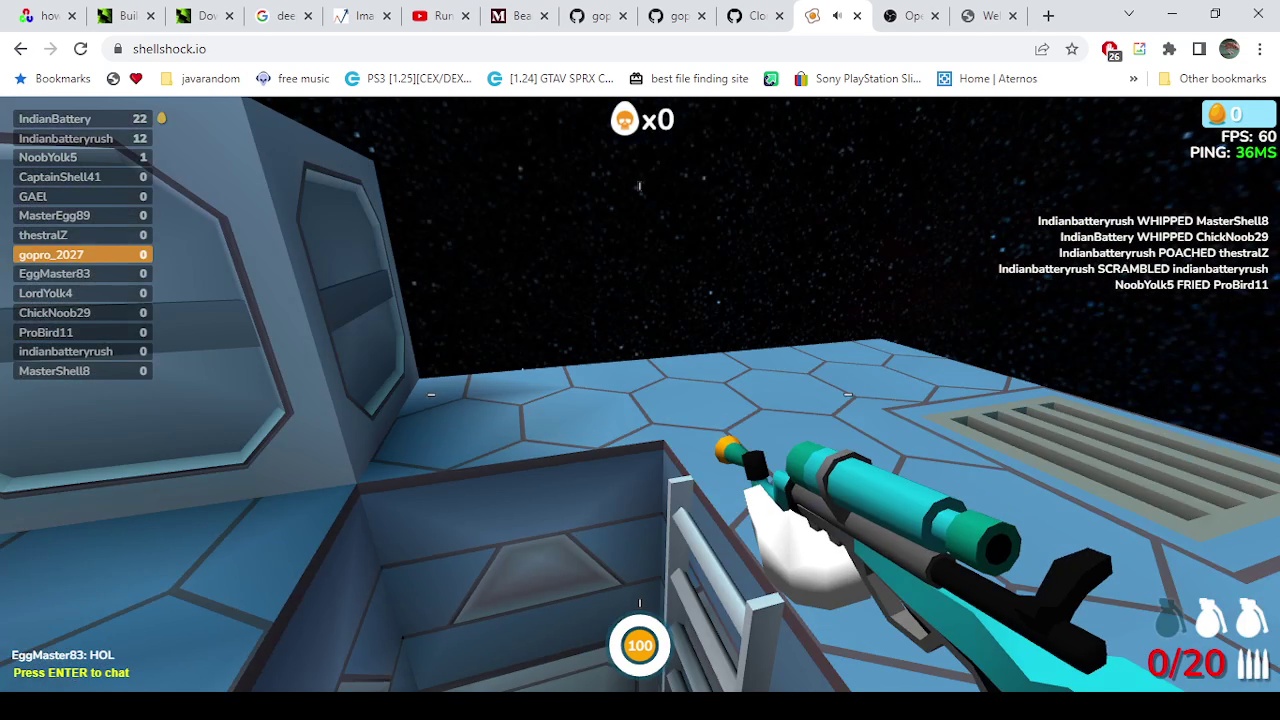 how
Buil
Dov
dee
Ima
Run
Bea
gop
gop
Clo
Ope
Wel
shellshock.io
26
Bookmarks
javarandom
free music
PS3 [1.25][CEX/DEX...
[1.24] GTAV SPRX C...
best file finding site
Sony PlayStation Sli...
Home | Aternos
Other bookmarks
IndianBattery 22
Indianbatteryrush 12
NoobYolk5 1
CaptainShell41 0
GAEl 0
MasterEgg89 0
thestralZ 0
gopro_2027 0
EggMaster83 0
LordYolk4 0
ChickNoob29 0
ProBird11 0
indianbatteryrush 0
MasterShell8 0
x0
0
FPS: 60
PING: 36MS
Indianbatteryrush WHIPPED MasterShell8
IndianBattery WHIPPED ChickNoob29
Indianbatteryrush POACHED thestralZ
Indianbatteryrush SCRAMBLED indianbatteryrush
NoobYolk5 FRIED ProBird11
EggMaster83: HOL
Press ENTER to chat
100
0/20